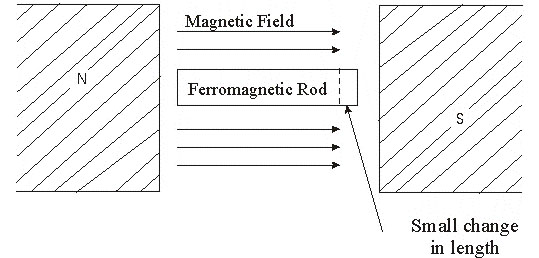 Magnetic Field
N
Ferromagnetic Rod
S
Small change
in length